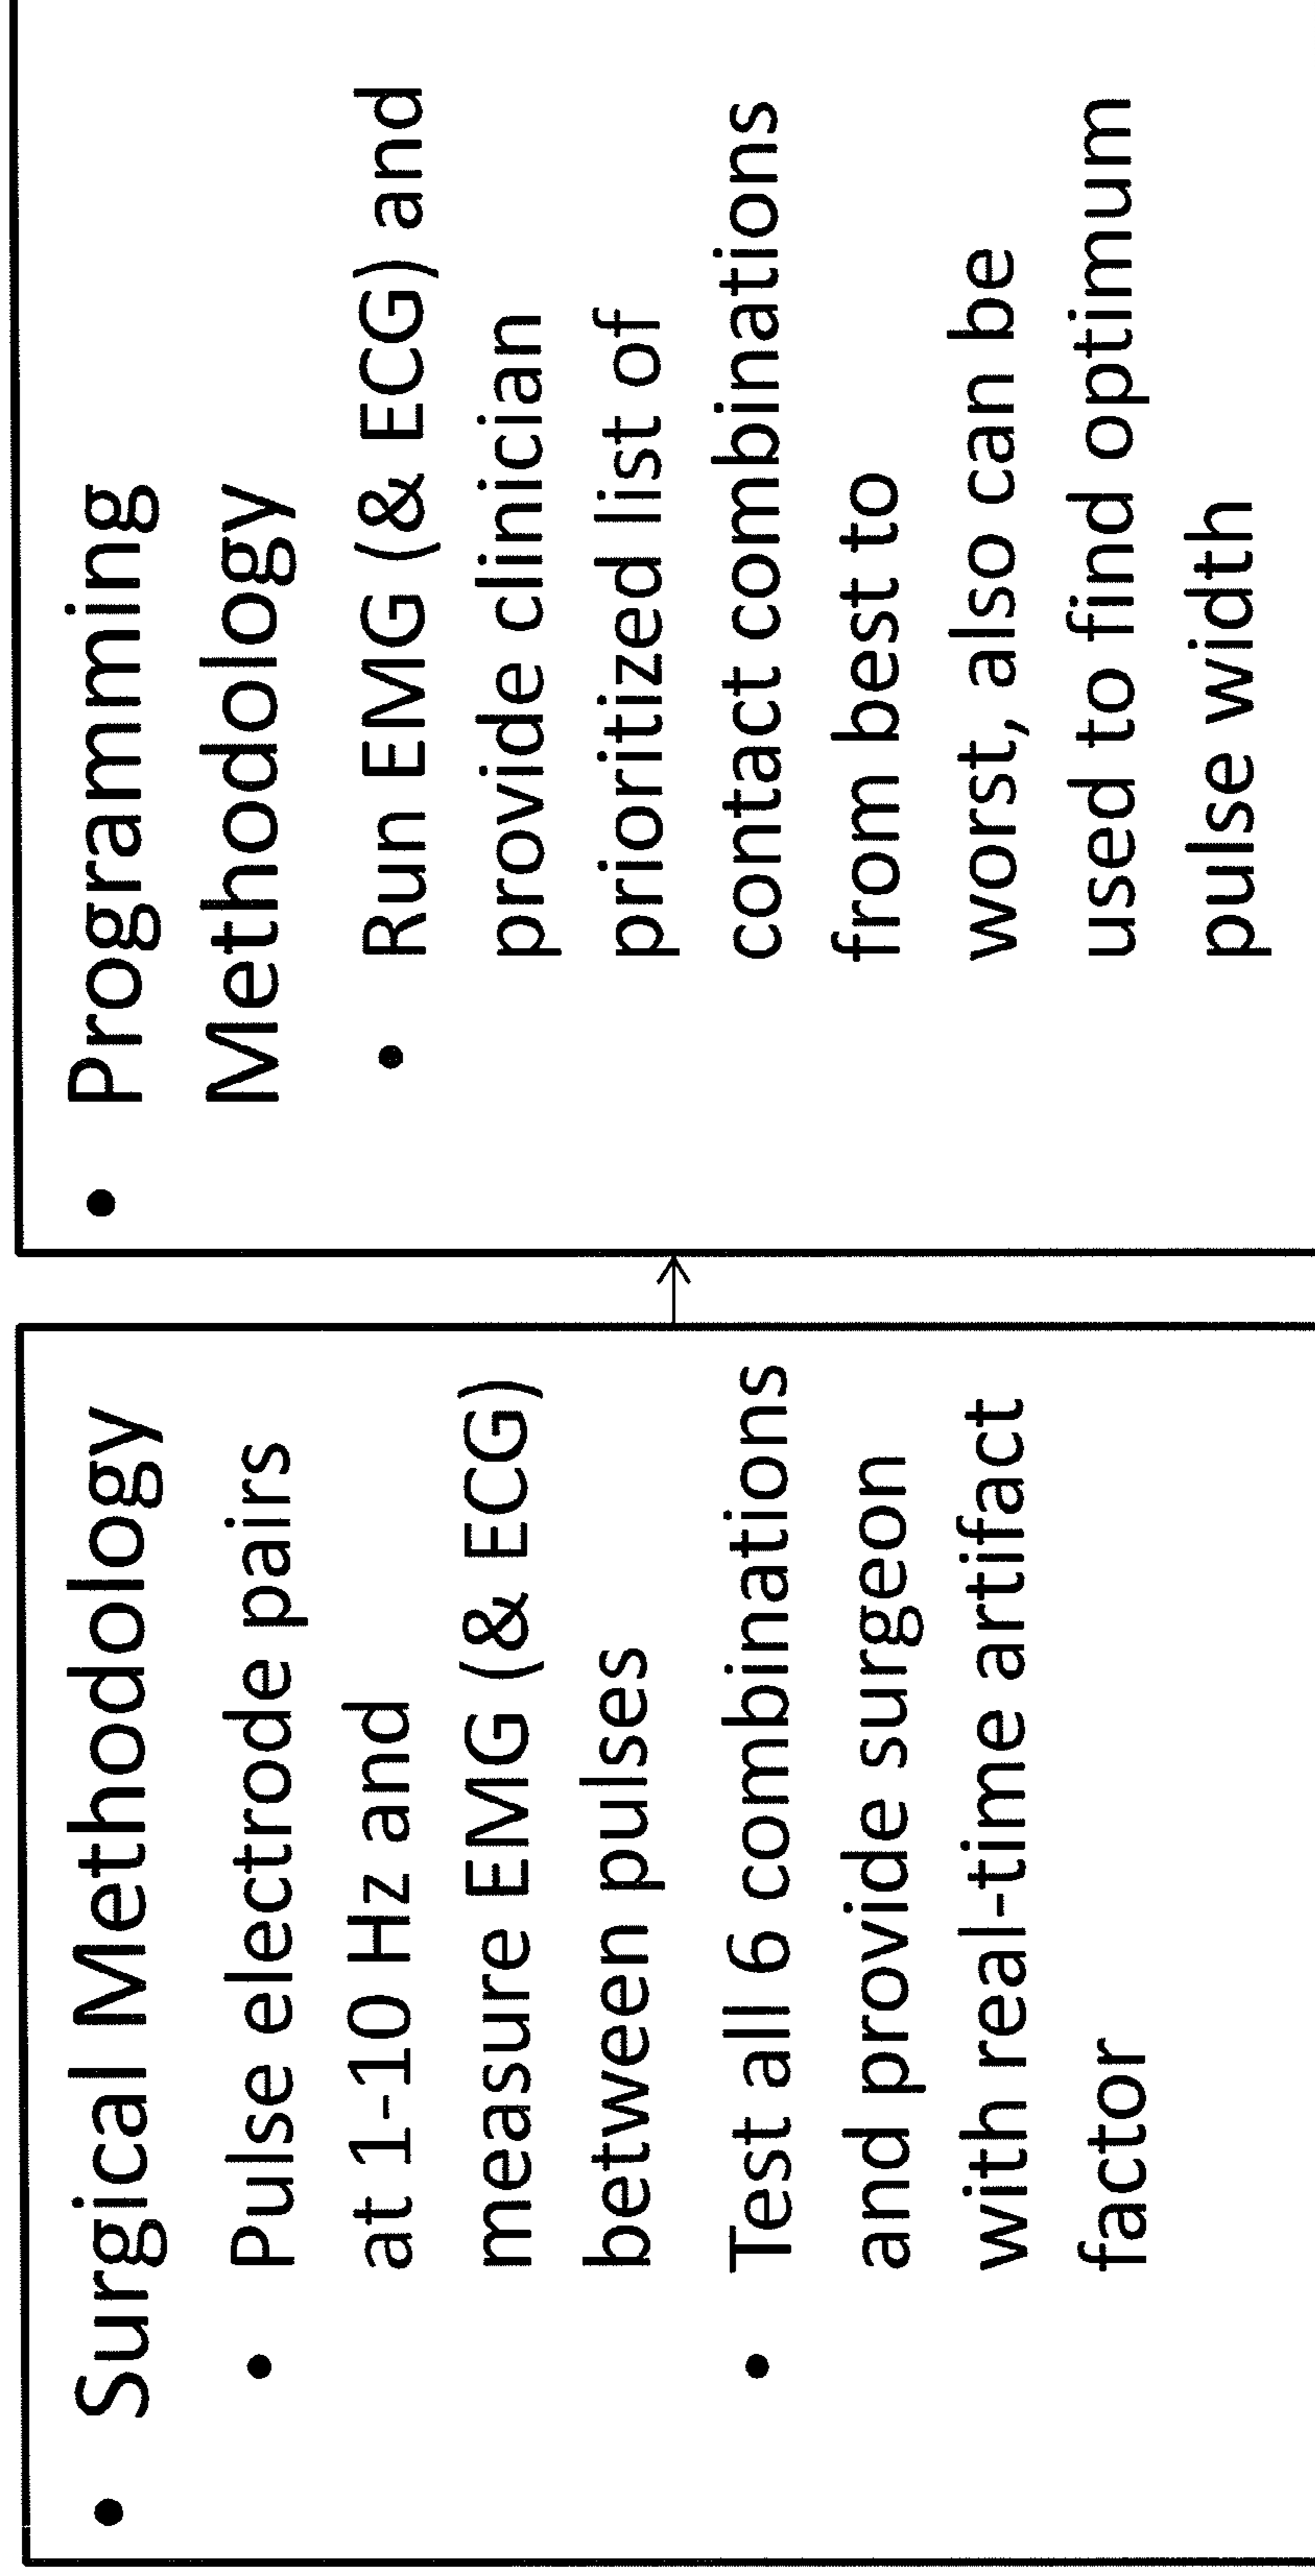 • Surgical Methodology
• Pulse electrode pairs
at 1-10 Hz and
measure EMG (& ECG)
between pulses
• Test all 6 combinations
and provide surgeon
with real-time artifact
factor
• Programming
Methodology
• Run EMG (& ECG) and
provide clinician
prioritized list of
contact combinations
from best to
worst, also can be
used to find optimum
pulse width